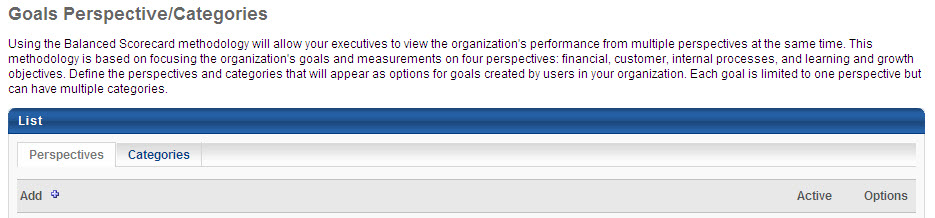 Goals Perspective/Categories
Using the Balanced Scorecard methodology will allow your executives to view the organization's performance from multiple perspectives at the same time. This
methodology is based on focusing the organization's goals and measurements on four perspectives: financial, customer, internal processes, and learning and growth
objectives. Define the perspectives and categories that will appear as options for goals created by users in your organization. Each goal is limited to one perspective but
can have multiple categories.
List
Perspectives Categories
Add Active Options